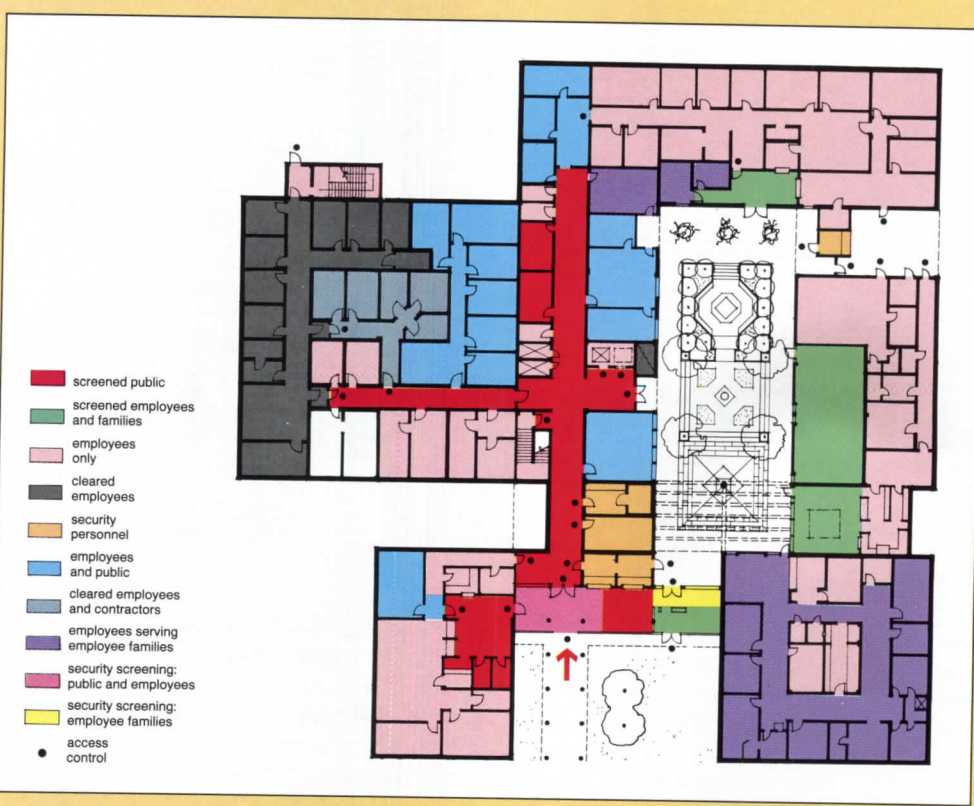 screened public
screened employees
and families
employees
only
cleared
employees
security
personnel
employees
and public
cleared employees
and contractors
employees serving
employee families
security screening:
public and employees
security screening:
employee families
access
control